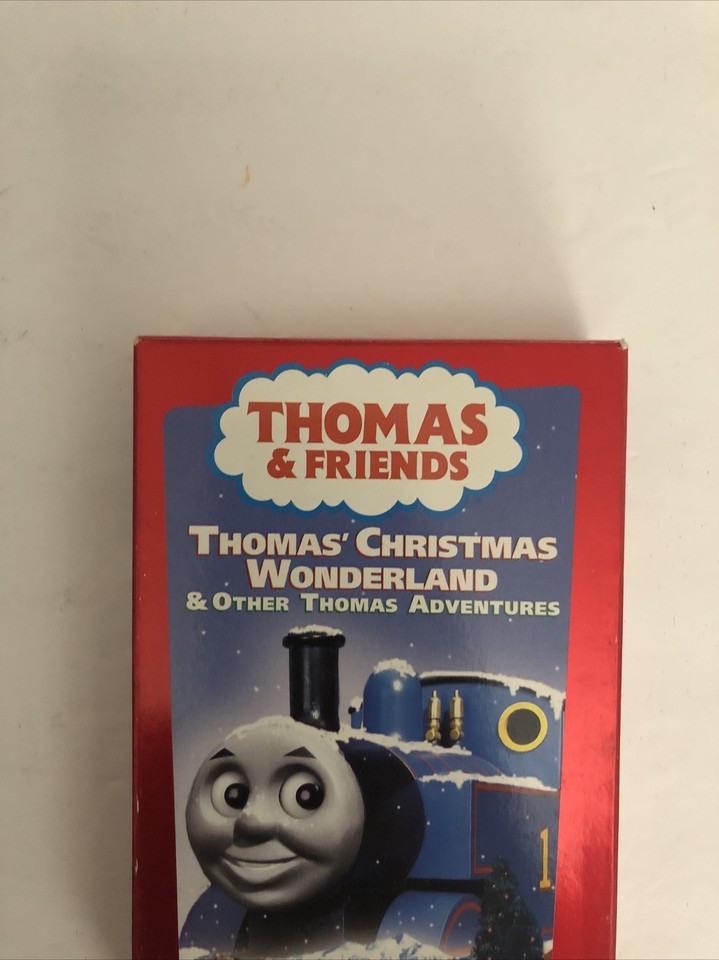 THOMAS
& FRIENDS
THOMAS' CHRISTMAS
WONDERLAND
& OTHER THOMAS ADVENTURES
1